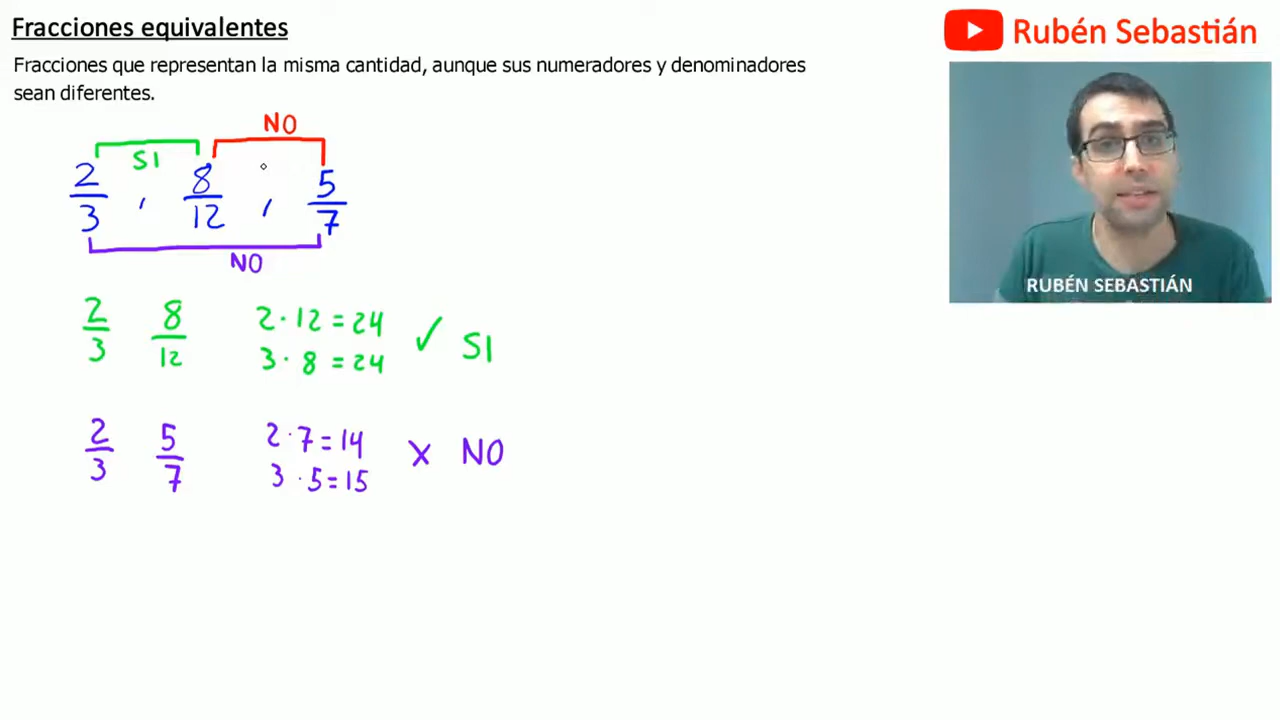 Fracciones equivalentes
Rubén Sebastián
Fracciones que representan la misma cantidad, aunque sus numeradores y denominadores
sean diferentes.
NO
SI
2/3 , 8/12 , 5/7
NO
RUBÉN SEBASTIÁN
2/3 8/12 2·12=24 ✓ SI
3·8=24
2/3 5/7 2·7=14 X NO
3·5=15